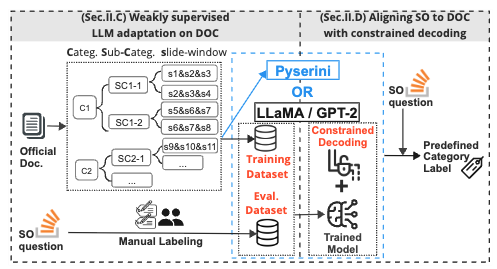 (Sec.II.C) Weakly supervised
LLM adaptation on DOC
(Sec.II.D) Aligning SO to DOC
with constrained decoding
Categ. Sub-Categ. slide-window
C1
SC1-1
s1&s2&s3
s2&s3&s4
SC1-2
s5&s6&s7
s6&s7&s8
C2
SC2-1
s9&s10&s11
...
...
Official
Doc.
Pyserini
OR
LLaMA / GPT-2
Training
Dataset
Eval.
Dataset
Constrained
Decoding
+
Trained
Model
SO
question
Predefined
Category
Label
SO
question
Manual Labeling